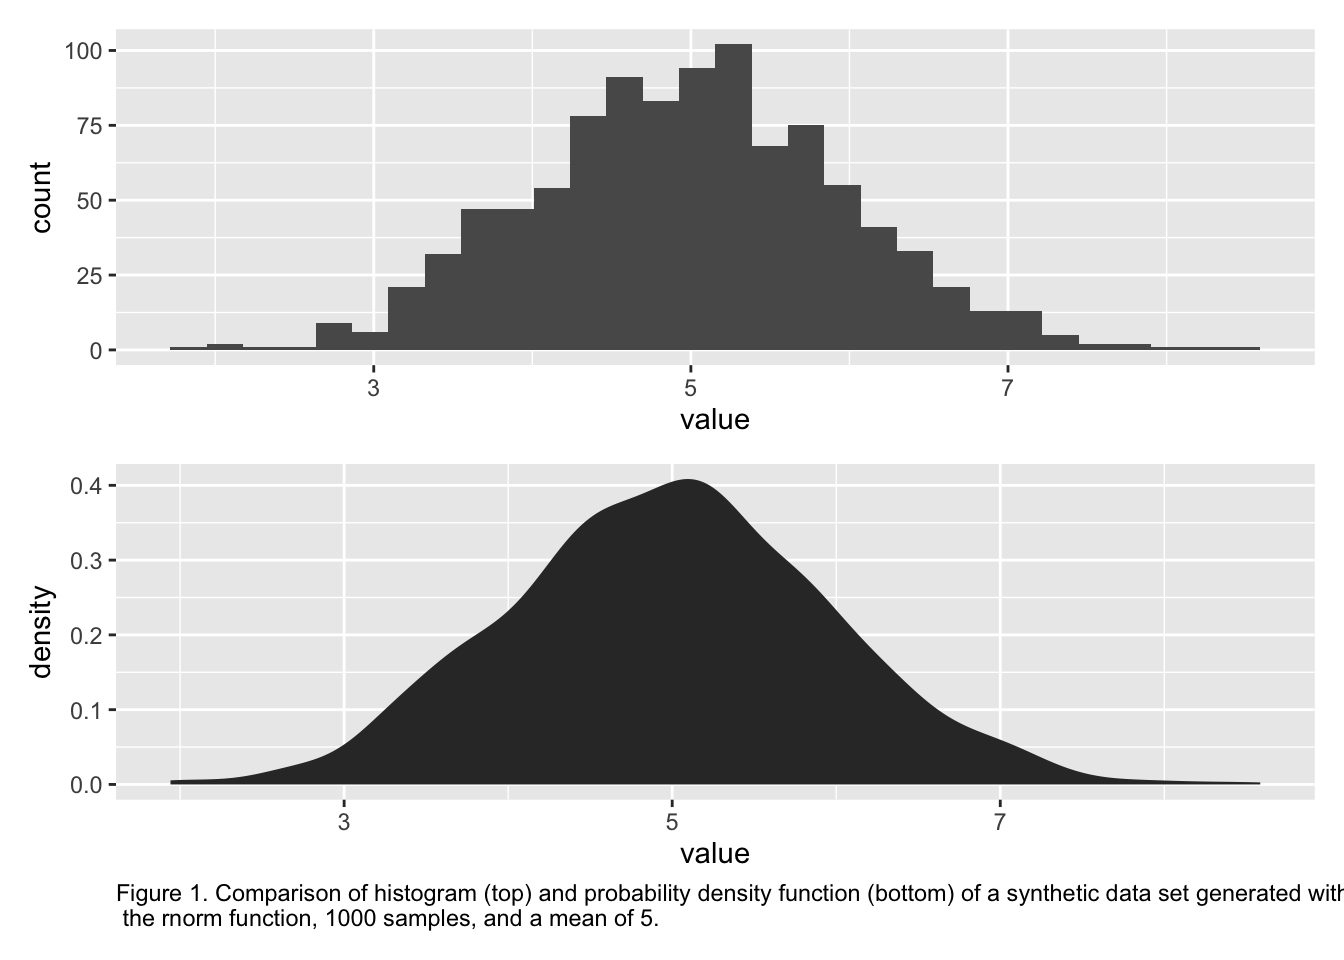 100
75
50
25
0
count
3 5 7
value
0.4
0.3
0.2
0.1
0.0
density
3 5 7
value
Figure 1. Comparison of histogram (top) and probability density function (bottom) of a synthetic data set generated with
the rnorm function, 1000 samples, and a mean of 5.